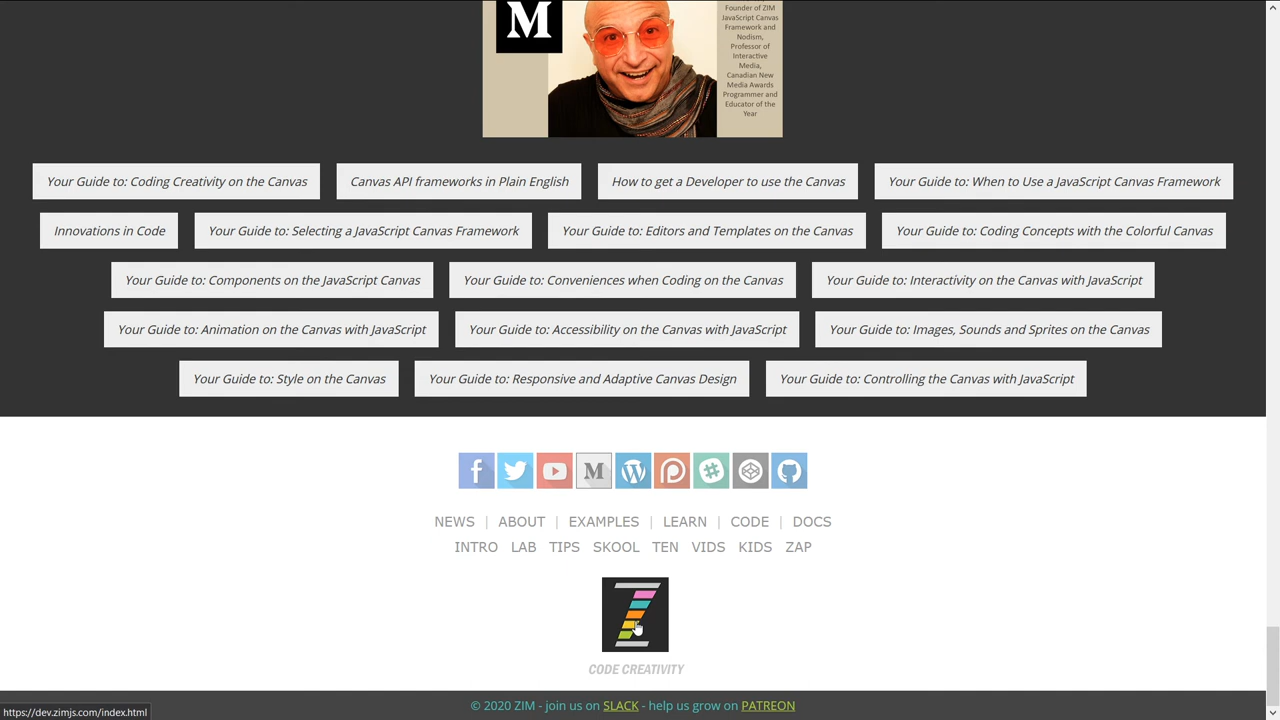 M
Founder of ZIM
JavaScript Canvas
Framework and
Nodism,
Professor of
Interactive
Media,
Canadian New
Media Awards
Programmer and
Educator of the
Year
Your Guide to: Coding Creativity on the Canvas
Canvas API frameworks in Plain English
How to get a Developer to use the Canvas
Your Guide to: When to Use a JavaScript Canvas Framework
Innovations in Code
Your Guide to: Selecting a JavaScript Canvas Framework
Your Guide to: Editors and Templates on the Canvas
Your Guide to: Coding Concepts with the Colorful Canvas
Your Guide to: Components on the JavaScript Canvas
Your Guide to: Conveniences when Coding on the Canvas
Your Guide to: Interactivity on the Canvas with JavaScript
Your Guide to: Animation on the Canvas with JavaScript
Your Guide to: Accessibility on the Canvas with JavaScript
Your Guide to: Images, Sounds and Sprites on the Canvas
Your Guide to: Style on the Canvas
Your Guide to: Responsive and Adaptive Canvas Design
Your Guide to: Controlling the Canvas with JavaScript
NEWS | ABOUT | EXAMPLES | LEARN | CODE | DOCS
INTRO LAB TIPS SKOOL TEN VIDS KIDS ZAP
CODE CREATIVITY
© 2020 ZIM - join us on SLACK - help us grow on PATREON
https://dev.zimjs.com/index.html